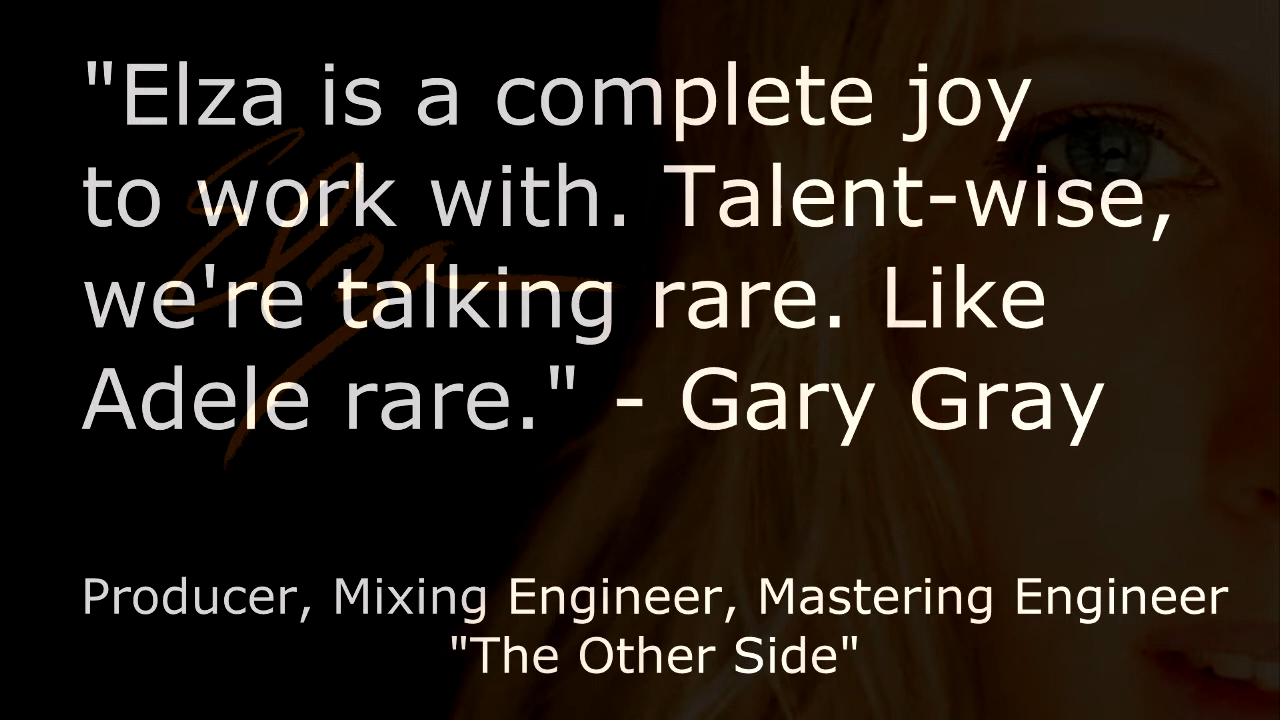 "Elza is a complete joy
to work with. Talent-wise,
we're talking rare. Like
Adele rare." - Gary Gray
Elza
Producer, Mixing Engineer, Mastering Engineer
"The Other Side"